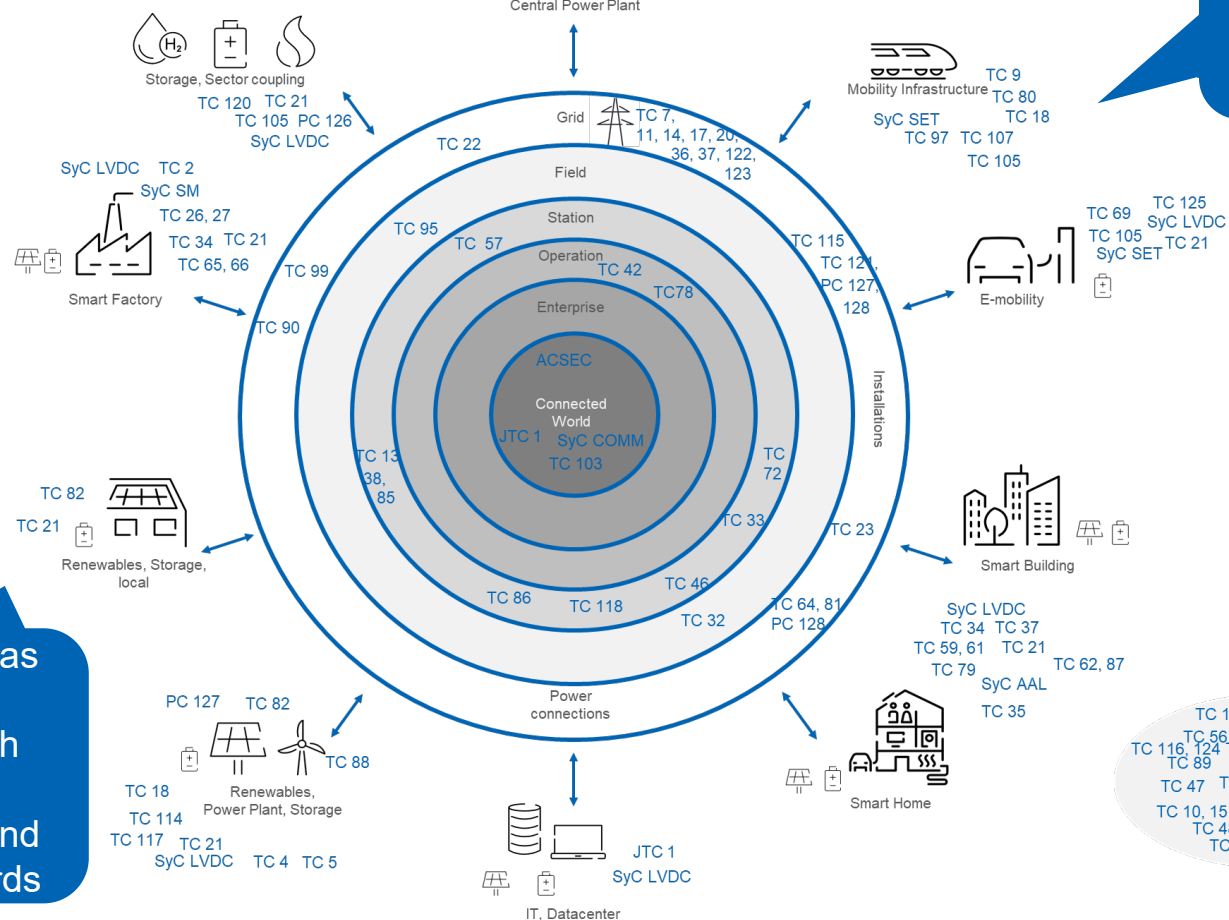 Central Power Plant
H₂
Storage, Sector coupling
TC 120 TC 21
TC 105 PC 126
SyC LVDC
Mobility Infrastructure
TC 9
TC 80
TC 18
SyC SET
TC 97 TC 107
TC 105
Grid
TC 7,
11, 14, 17, 20,
36, 37, 122,
123
TC 22
Field
Station
Operation
Enterprise
TC 95
TC 57
TC 42
TC78
TC 115
TC 121,
PC 127,
128
SyC LVDC TC 2
SyC SM
TC 26, 27
TC 34 TC 21
TC 65, 66
Smart Factory
TC 99
TC 90
TC 125
TC 69
SyC LVDC
TC 105
TC 21
SyC SET
E-mobility
Installations
ACSEC
Connected
World
JTC 1 SyC COMM
TC 103
TC 13
38,
85
TC
72
TC 33
TC 23
TC 46
TC 86
TC 118
TC 32
TC 64, 81
PC 128
Power
connections
TC 82
TC 21
Renewables, Storage,
local
Smart Building
SyC LVDC
TC 34 TC 37
TC 59, 61 TC 21
TC 62, 87
TC 79
SyC AAL
TC 35
Smart Home
PC 127 TC 82
TC 88
Renewables,
Power Plant, Storage
TC 18
TC 114
TC 117 TC 21
SyC LVDC TC 4 TC 5
JTC 1
SyC LVDC
IT, Datacenter
as
TC 56
TC 116, 124
TC 89
TC 47
TC 10, 15